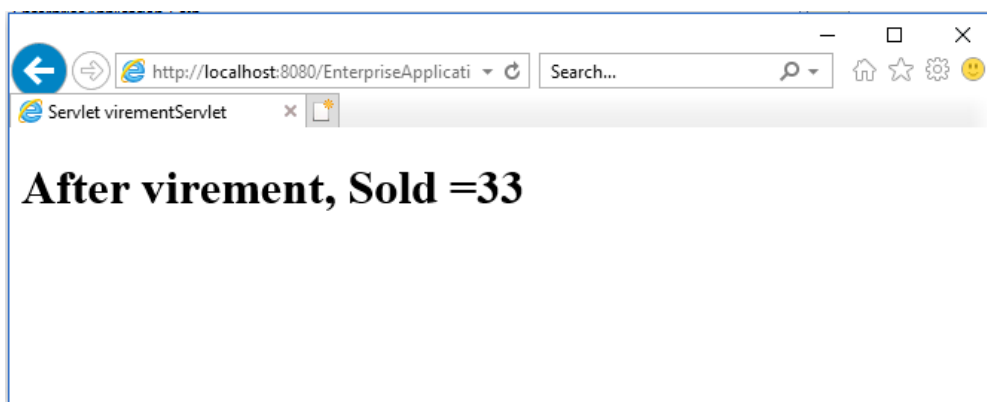 http://localhost:8080/EnterpriseApplicati
Search...
Servlet virementServlet
After virement, Sold =33